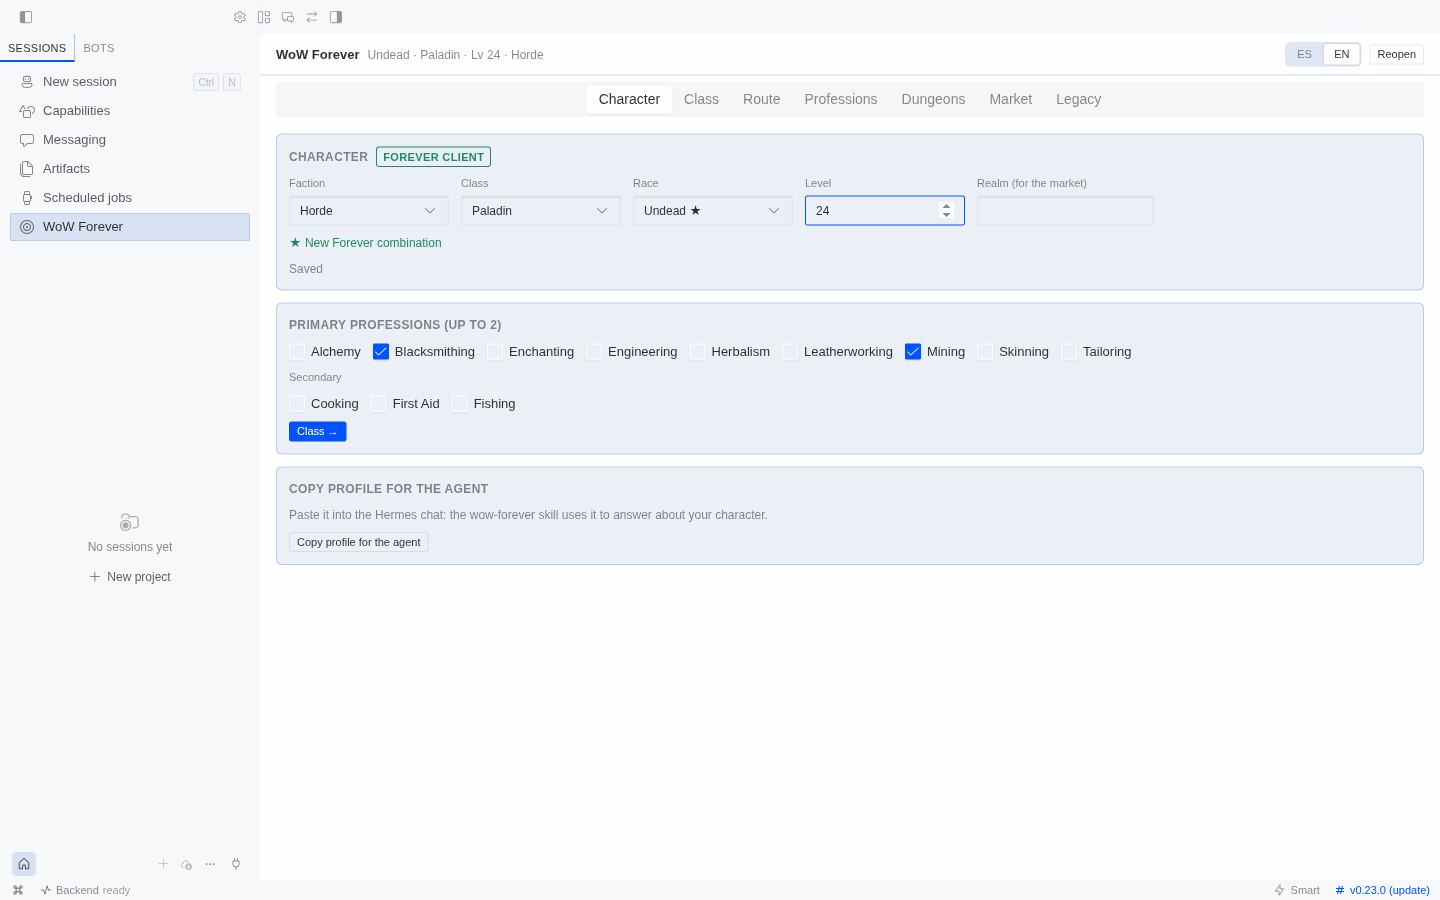 SESSIONS BOTS
New session Ctrl N
Capabilities
Messaging
Artifacts
Scheduled jobs
WoW Forever
No sessions yet
New project
WoW Forever Undead · Paladin · Lv 24 · Horde ES EN Reopen
Character Class Route Professions Dungeons Market Legacy
CHARACTER FOREVER CLIENT
Faction Class Race Level Realm (for the market)
Horde Paladin Undead ★ 24
★ New Forever combination
Saved
PRIMARY PROFESSIONS (UP TO 2)
Alchemy Blacksmithing Enchanting Engineering Herbalism Leatherworking Mining Skinning Tailoring
Secondary
Cooking First Aid Fishing
Class →
COPY PROFILE FOR THE AGENT
Paste it into the Hermes chat: the wow-forever skill uses it to answer about your character.
Copy profile for the agent
Backend ready Smart # v0.23.0 (update)